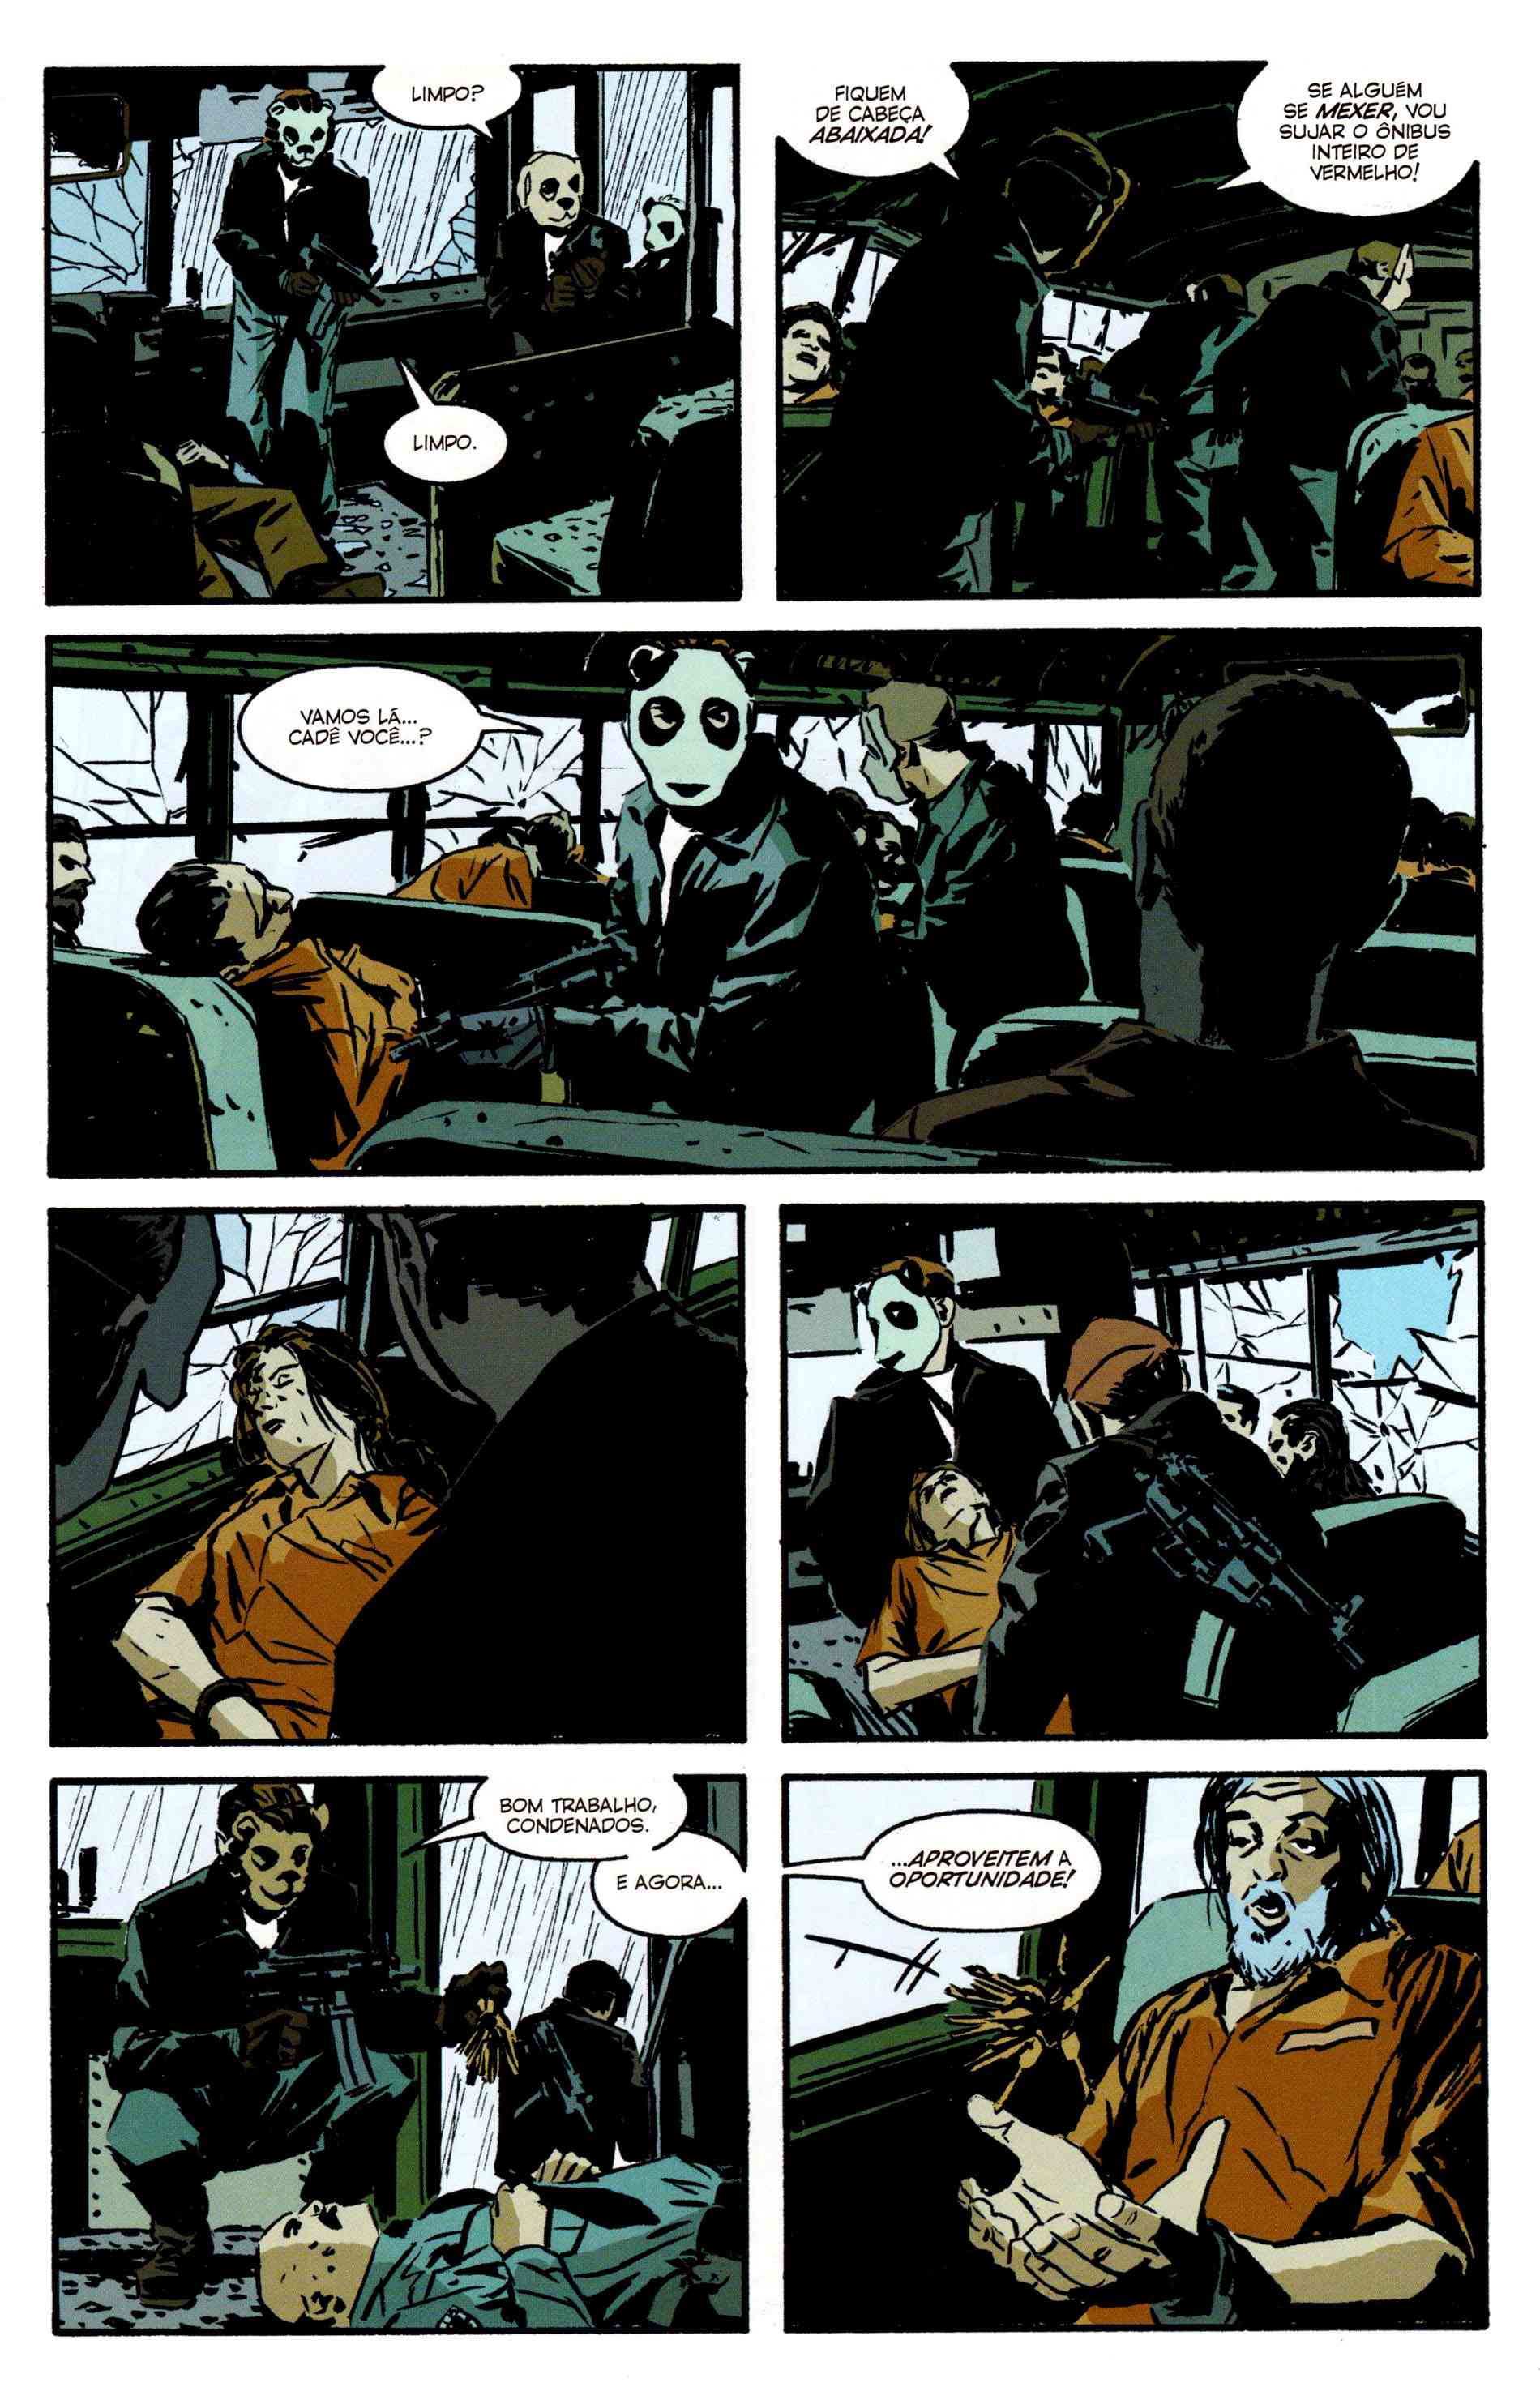 LIMPO?
LIMPO.
FIQUEM
DE CABEÇA
ABAIXADA!
SE ALGUÉM
SE MEXER, VOU
SUJAR O ÔNIBUS
INTEIRO DE
VERMELHO!
VAMOS LÁ...
CADÊ VOCÊ...?
BOM TRABALHO,
CONDENADOS.
E AGORA...
...APROVEITEM A
OPORTUNIDADE!